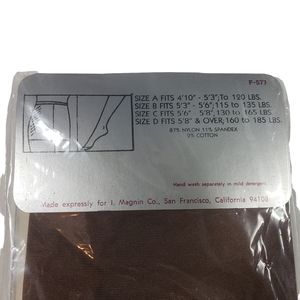 P-577
SIZE A FITS 4'10" - 5'3"; To 120 LBS.
SIZE B FITS 5'3" - 5'6"; 115 to 135 LBS.
SIZE C FITS 5'6" - 5'8"; 130 to 165 LBS.
SIZE D FITS 5'8" & OVER; 160 to 185 LBS.
87% NYLON 11% SPANDEX
2% COTTON
Hand wash separately in mild detergent
Made expressly for I. Magnin Co., San Francisco, California 94108